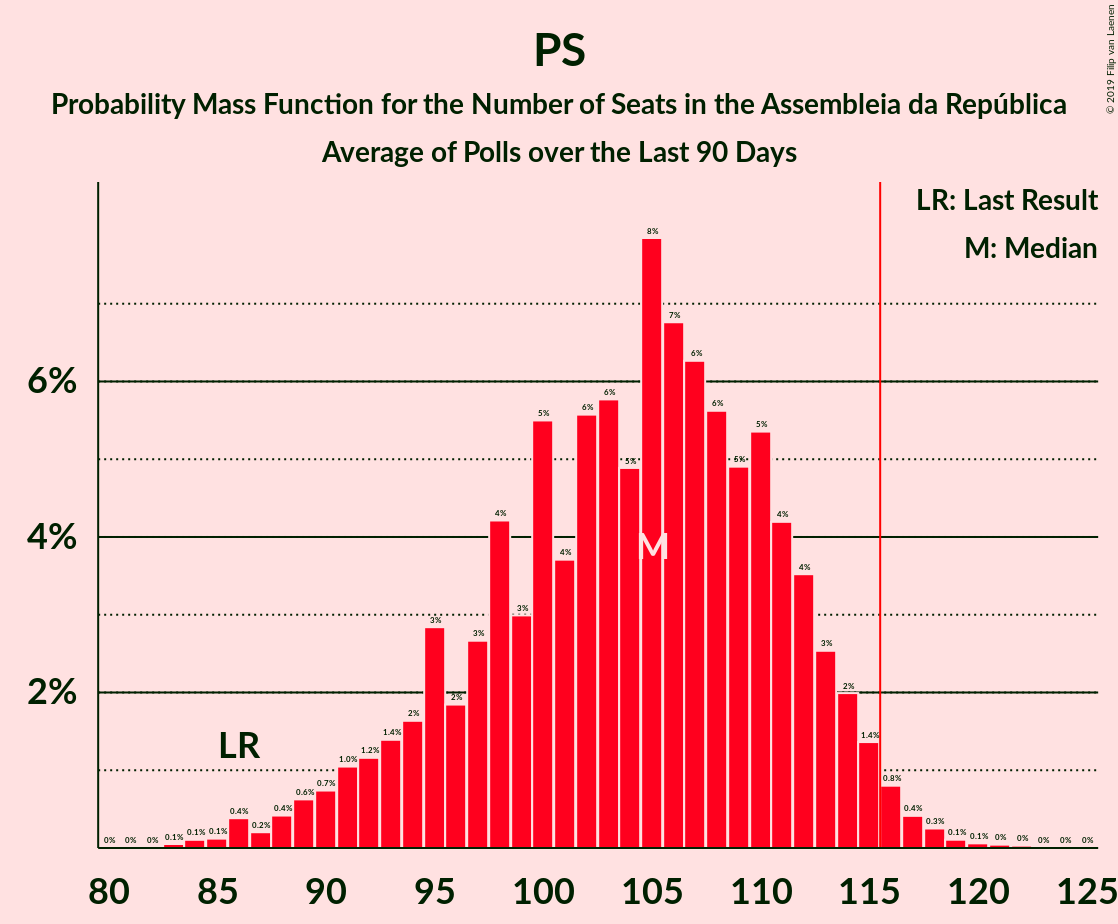 PS
Probability Mass Function for the Number of Seats in the Assembleia da República
Average of Polls over the Last 90 Days
© 2019 Filip van Laenen
LR: Last Result
M: Median
6%
4%
2%
LR
M
0% 0% 0% 0.1% 0.1% 0.1% 0.4% 0.2% 0.4% 0.6% 0.7% 1.0% 1.2% 1.4% 2% 3% 2% 3% 4% 3% 5% 4% 6% 6% 5% 8% 7% 6% 6% 5% 5% 4% 4% 3% 2% 1.4% 0.8% 0.4% 0.3% 0.1% 0.1% 0% 0% 0% 0% 0%
80 85 90 95 100 105 110 115 120 125